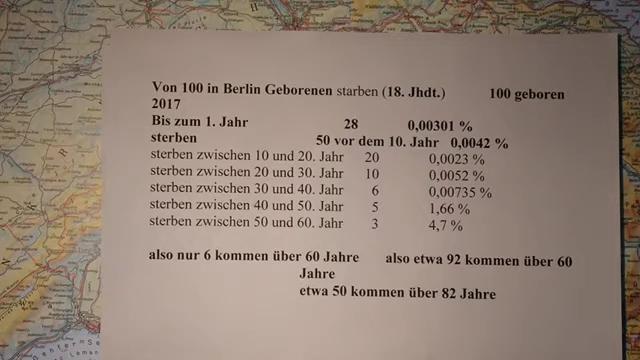 Von 100 in Berlin Geborenen starben (18. Jhdt.) 100 geboren
2017
Bis zum 1. Jahr 28 0,00301 %
sterben 50 vor dem 10. Jahr 0,0042 %
sterben zwischen 10 und 20. Jahr 20 0,0023 %
sterben zwischen 20 und 30. Jahr 10 0,0052 %
sterben zwischen 30 und 40. Jahr 6 0,00735 %
sterben zwischen 40 und 50. Jahr 5 1,66 %
sterben zwischen 50 und 60. Jahr 3 4,7 %
also nur 6 kommen über 60 Jahre also etwa 92 kommen über 60
Jahre
etwa 50 kommen über 82 Jahre